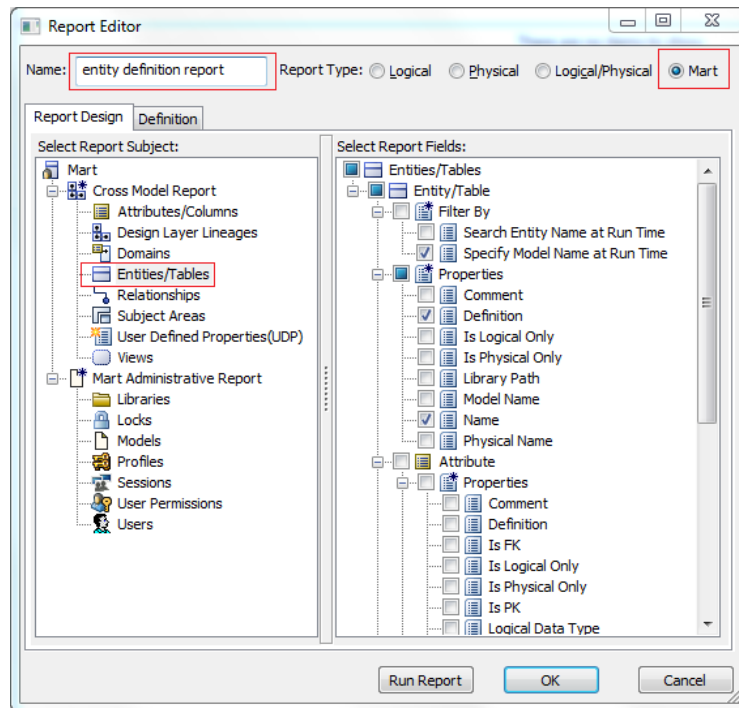 Report Editor
Name: entity definition report Report Type: Logical Physical Logical/Physical Mart
Report Design Definition
Select Report Subject:
Mart
Cross Model Report
Attributes/Columns
Design Layer Lineages
Domains
Entities/Tables
Relationships
Subject Areas
User Defined Properties(UDP)
Views
Mart Administrative Report
Libraries
Locks
Models
Profiles
Sessions
User Permissions
Users
Select Report Fields:
Entities/Tables
Entity/Table
Filter By
Search Entity Name at Run Time
Specify Model Name at Run Time
Properties
Comment
Definition
Is Logical Only
Is Physical Only
Library Path
Model Name
Name
Physical Name
Attribute
Properties
Comment
Definition
Is FK
Is Logical Only
Is Physical Only
Is PK
Logical Data Type
Run Report OK Cancel